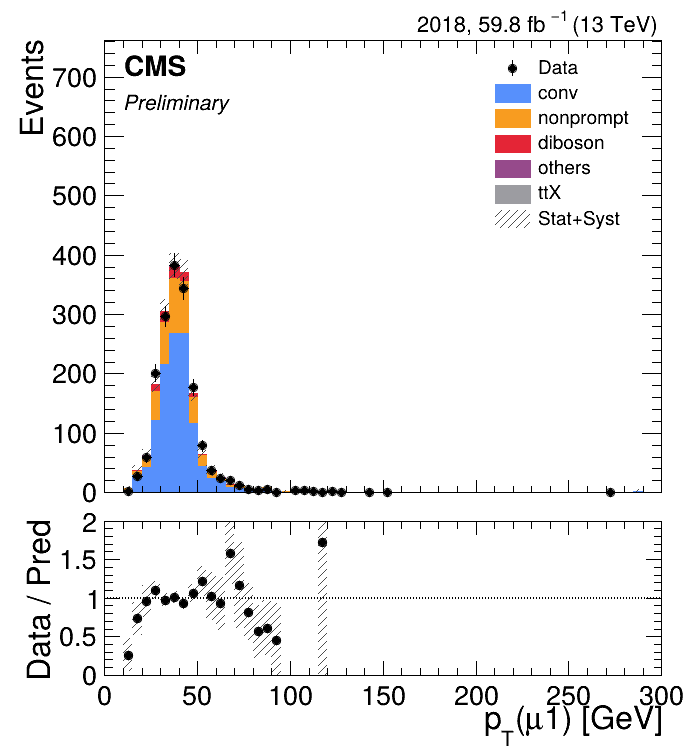 2018, 59.8 fb⁻¹ (13 TeV)
CMS
Preliminary
Events
700
600
500
400
300
200
100
0
Data
conv
nonprompt
diboson
others
ttX
Stat+Syst
Data / Pred
2
1.5
1
0.5
0
0 50 100 150 200 250 300
p_T(μ1) [GeV]